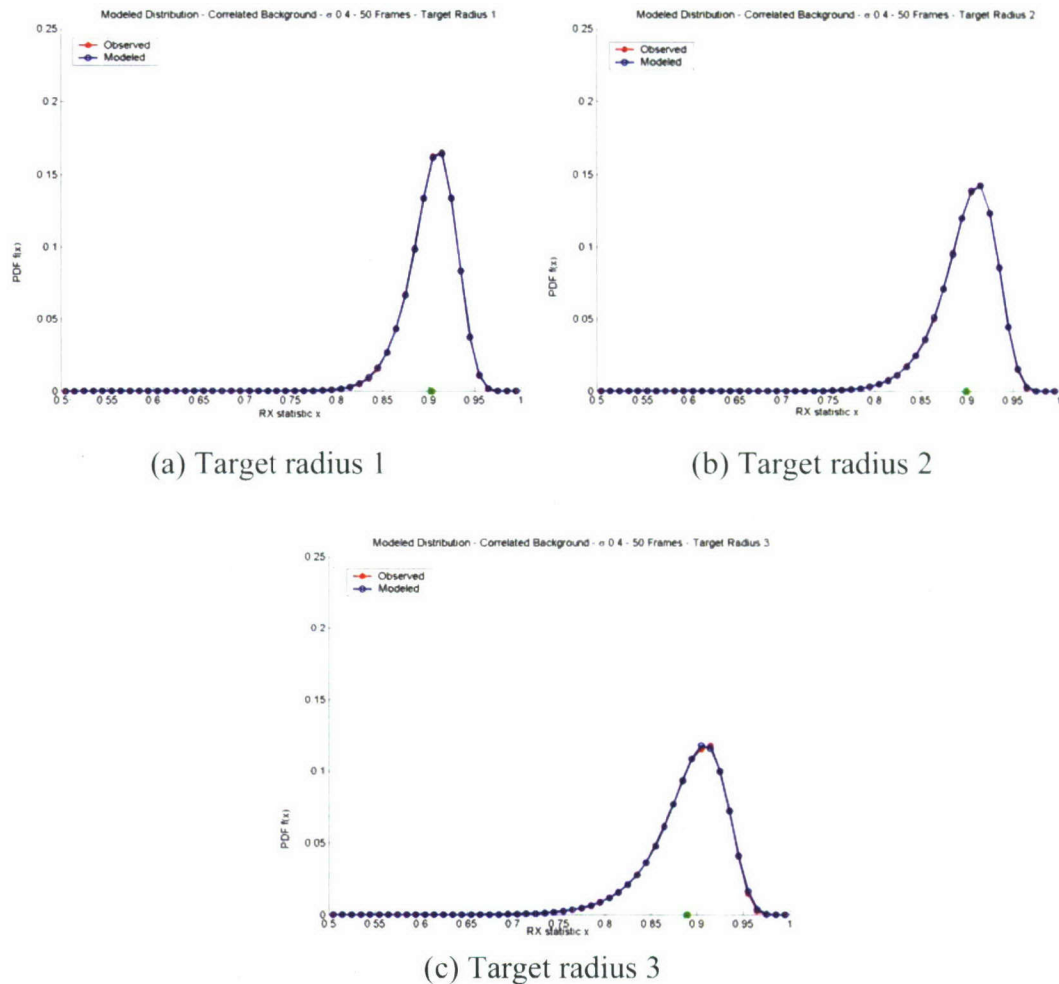 Modeled Distribution - Correlated Background - σ 0 4 - 50 Frames - Target Radius 1
0 25
Observed
Modeled
0 2
0 15
0 1
0 05
0
PDF f(x)
0 5 0 55 0 6 0 65 0 7 0 75 0 8 0 85 0 9 0 95 1
RX statistic x
(a) Target radius 1
Modeled Distribution - Correlated Background - σ 0 4 - 50 Frames - Target Radius 2
0 25
Observed
Modeled
0 2
0 15
0 1
0 05
0
PDF f(x)
0 5 0 55 0 6 0 65 0 7 0 75 0 8 0 85 0 9 0 95 1
RX statistic x
(b) Target radius 2
Modeled Distribution - Correlated Background - σ 0 4 - 50 Frames - Target Radius 3
0 25
Observed
Modeled
0 2
0 15
0 1
0 05
0
PDF f(x)
0 5 0 55 0 6 0 65 0 7 0 75 0 8 0 85 0 9 0 95 1
RX statistic x
(c) Target radius 3